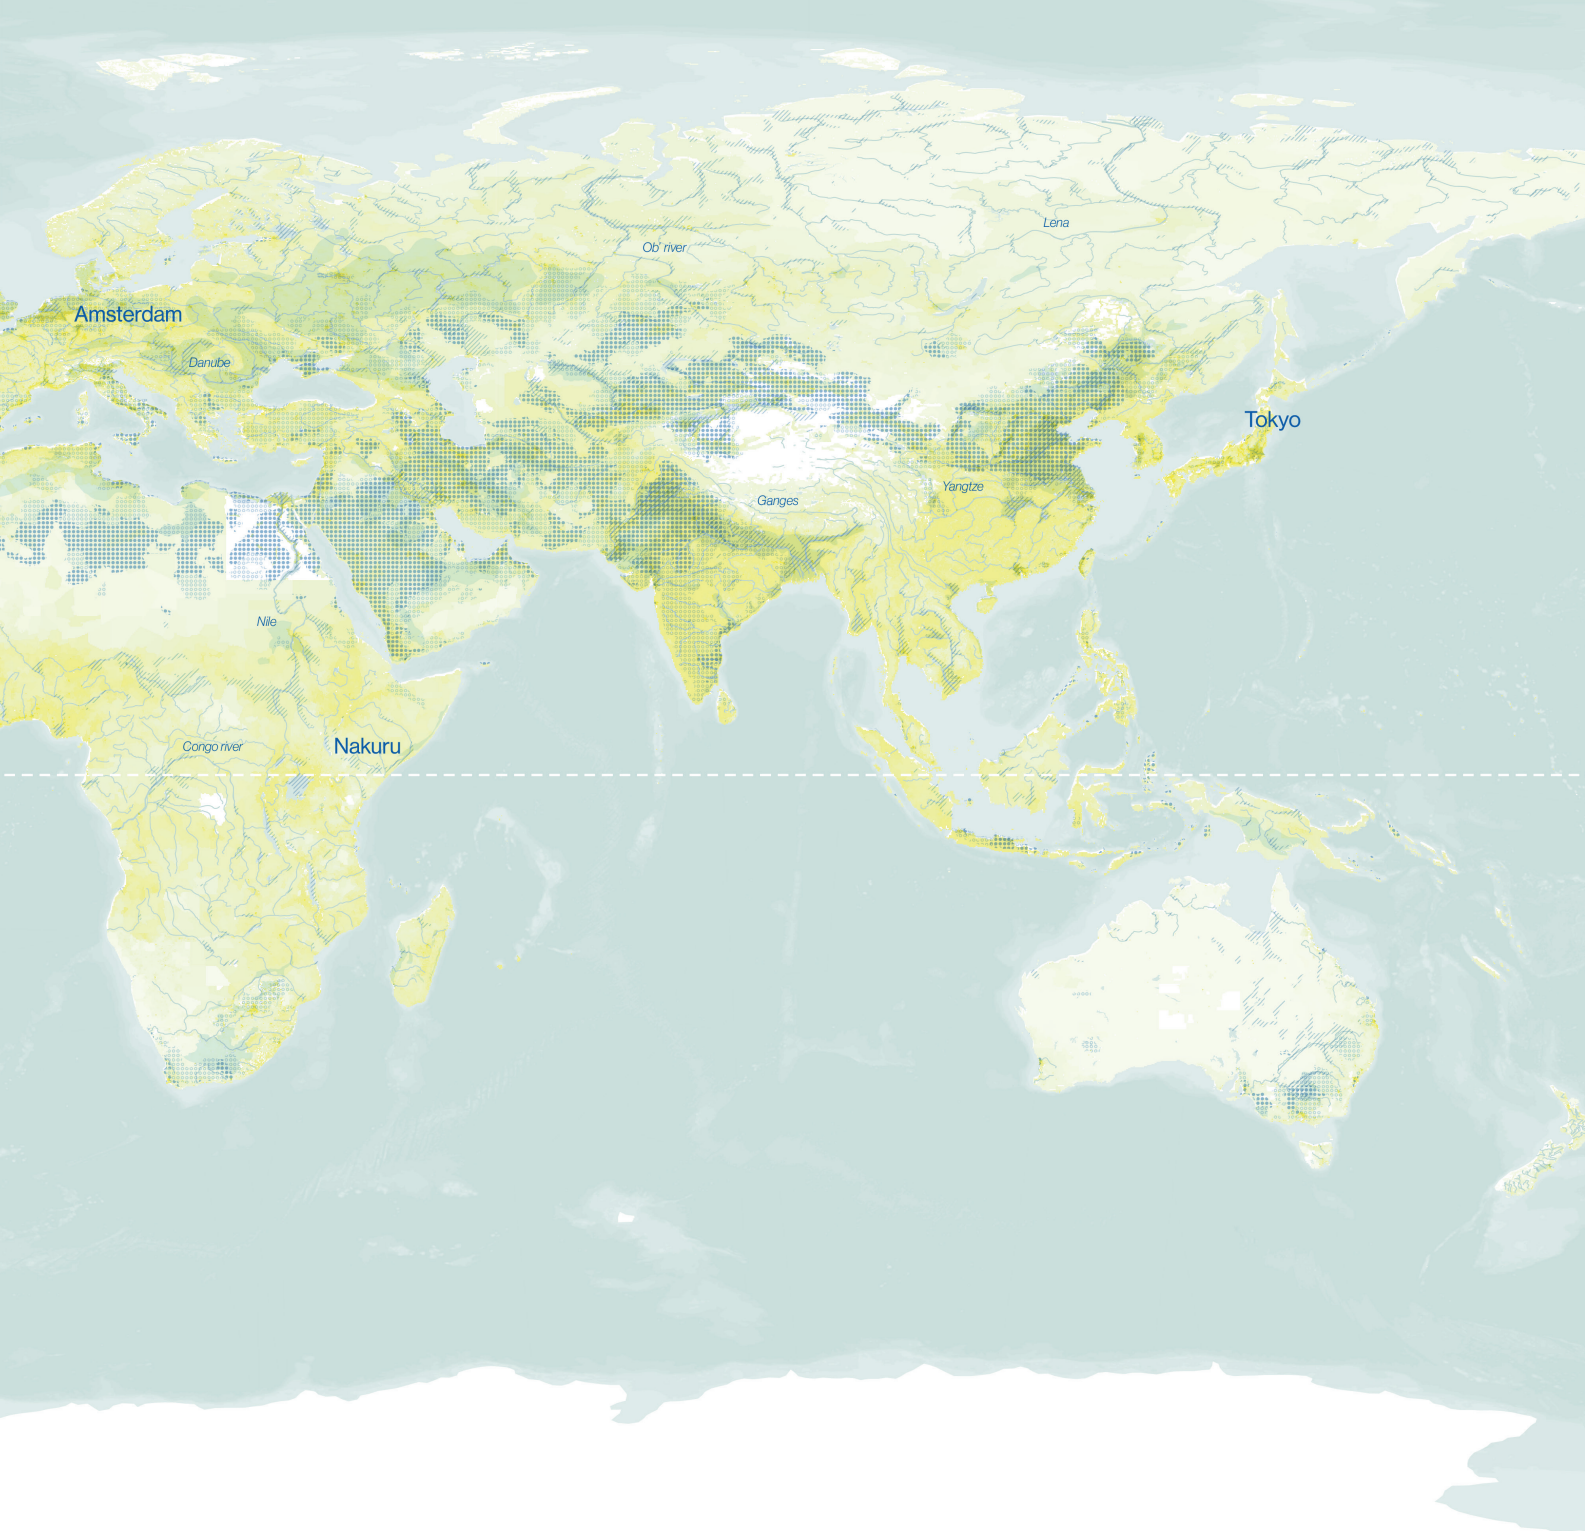 Lena
Ob' river
Amsterdam
Danube
Tokyo
Yangtze
Ganges
Nile
Congo river
Nakuru